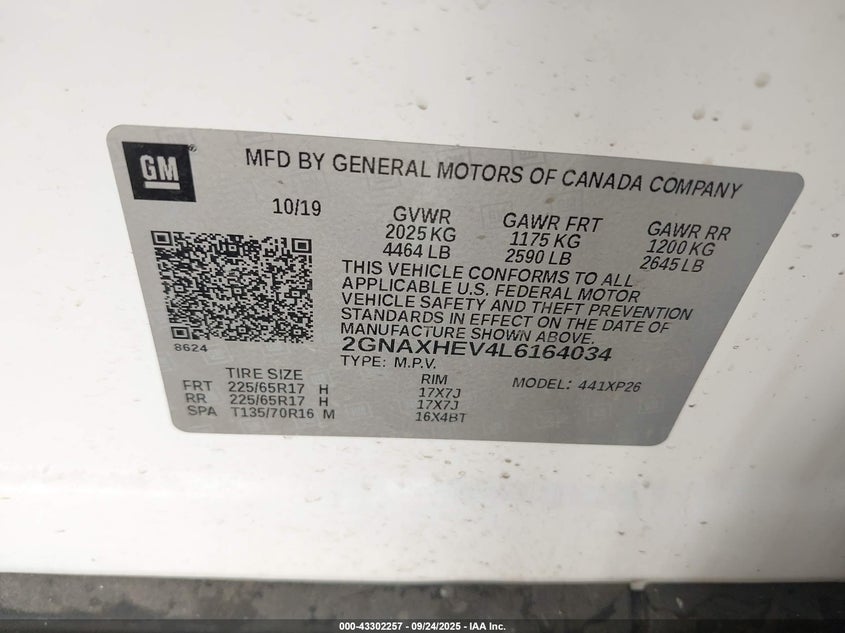 GM
MFD BY GENERAL MOTORS OF CANADA COMPANY
10/19
GVWR
2025 KG
4464 LB
GAWR FRT
1175 KG
2590 LB
GAWR RR
1200 KG
2645 LB
THIS VEHICLE CONFORMS TO ALL
APPLICABLE U.S. FEDERAL MOTOR
VEHICLE SAFETY AND THEFT PREVENTION
STANDARDS IN EFFECT ON THE DATE OF
MANUFACTURE SHOWN ABOVE.
8624
2GNAXHEV4L6164034
TYPE: M.P.V.
MODEL: 441XP26
TIRE SIZE
RIM
FRT 225/65R17 H 17X7J
RR 225/65R17 H 17X7J
SPA T135/70R16 M 16X4BT
000-43302257 - 09/24/2025 - IAA Inc.